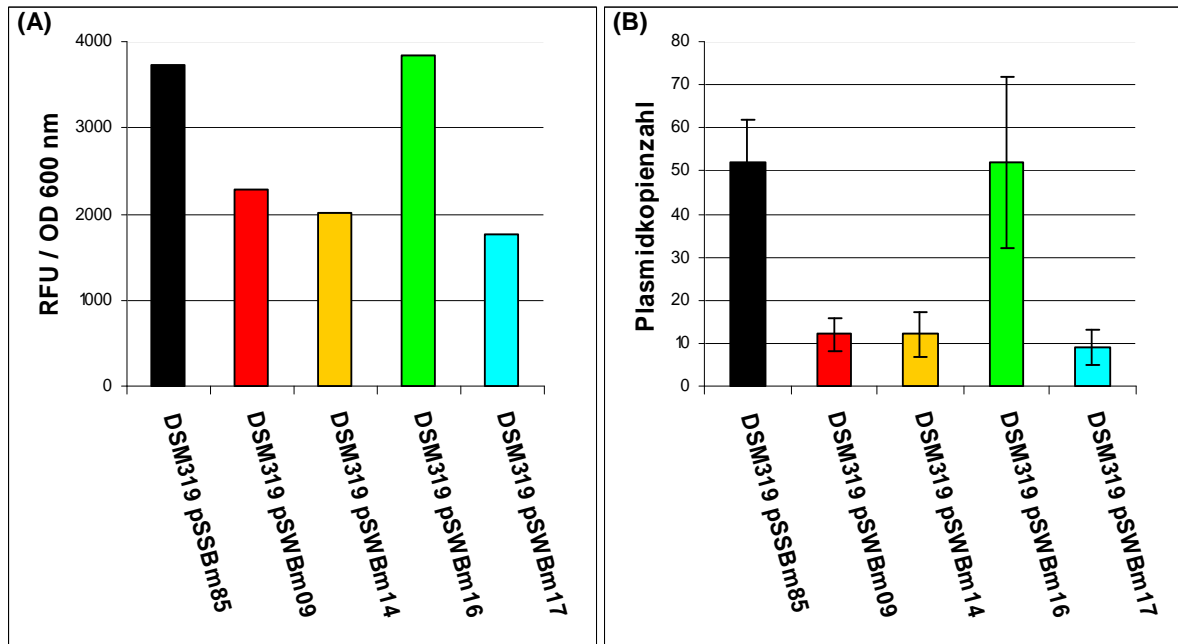 (A)
RFU / OD 600 nm
4000
3000
2000
1000
0
DSM319 pSSBm85
DSM319 pSWBm09
DSM319 pSWBm14
DSM319 pSWBm16
DSM319 pSWBm17
(B)
Plasmidkopienzahl
80
70
60
50
40
30
20
10
0
DSM319 pSSBm85
DSM319 pSWBm09
DSM319 pSWBm14
DSM319 pSWBm16
DSM319 pSWBm17